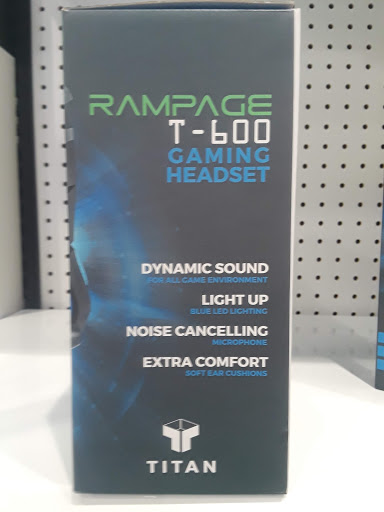 RAMPAGE
T-600
GAMING
HEADSET
DYNAMIC SOUND
FOR ALL GAME ENVIRONMENT
LIGHT UP
BLUE LED LIGHTING
NOISE CANCELLING
MICROPHONE
EXTRA COMFORT
SOFT EAR CUSHIONS
TITAN